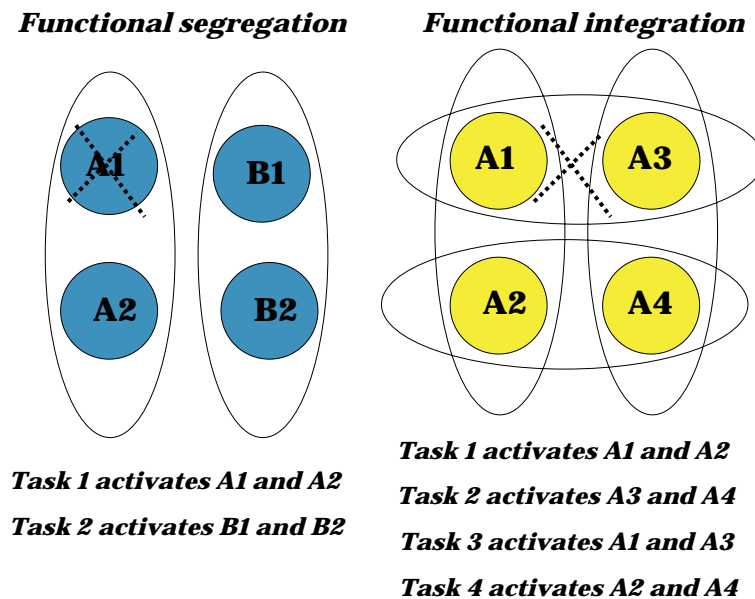 Functional segregation
A1
B1
A2
B2
Task 1 activates A1 and A2
Task 2 activates B1 and B2
Functional integration
A1
A3
A2
A4
Task 1 activates A1 and A2
Task 2 activates A3 and A4
Task 3 activates A1 and A3
Task 4 activates A2 and A4